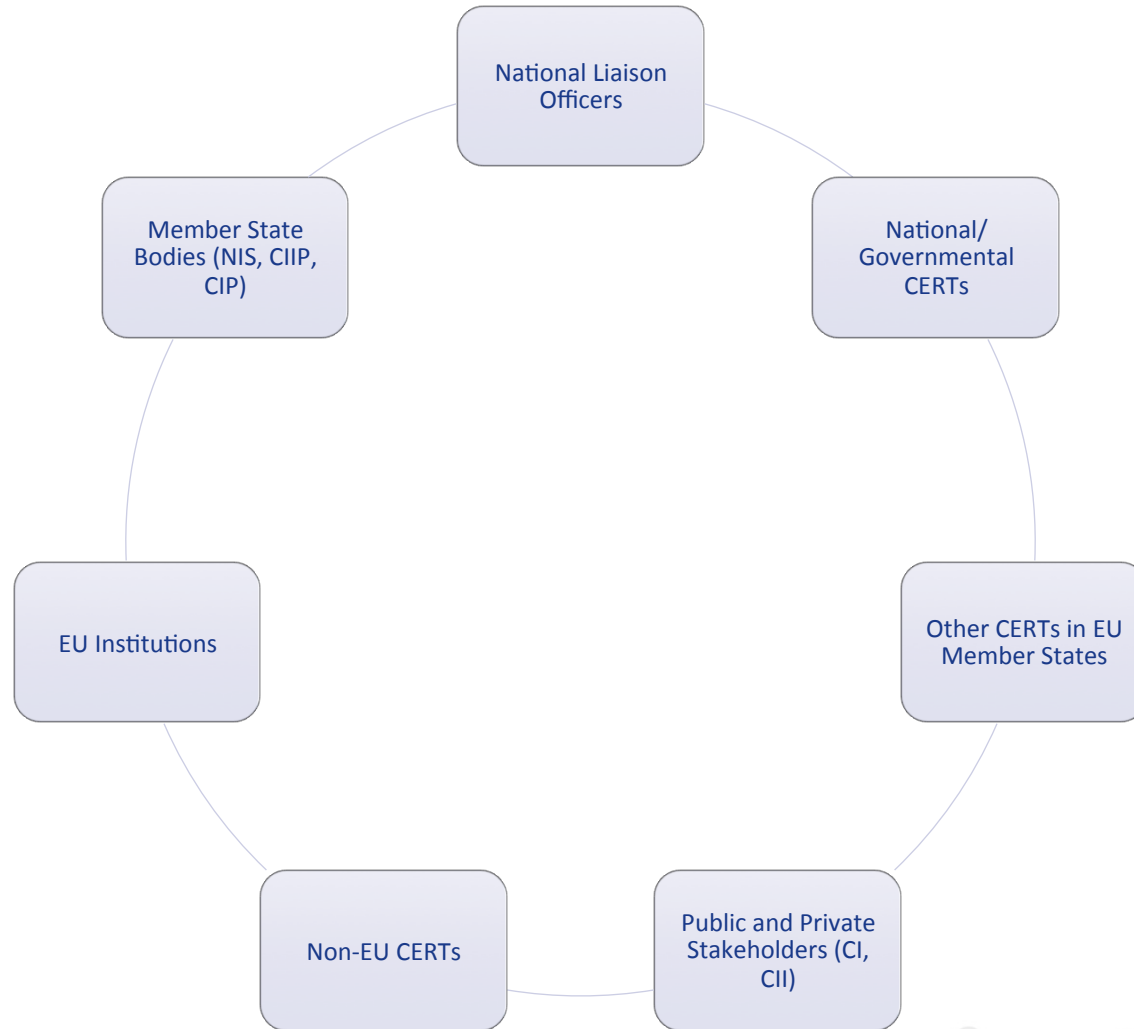 National Liaison
Officers
National/
Governmental
CERTs
Other CERTs in EU
Member States
Public and Private
Stakeholders (CI,
CII)
Non-EU CERTs
EU Institutions
Member State
Bodies (NIS, CIIP,
CIP)